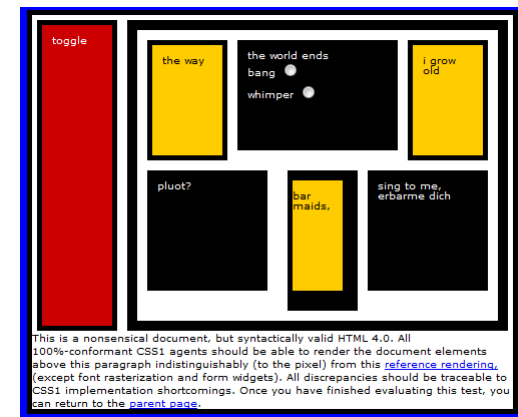 toggle
the way
the world ends
bang
whimper
i grow
old
pluot?
bar
maids,
sing to me,
erbarme dich
This is a nonsensical document, but syntactically valid HTML 4.0. All
100%-conformant CSS1 agents should be able to render the document elements
above this paragraph indistinguishably (to the pixel) from this reference rendering,
(except font rasterization and form widgets). All discrepancies should be traceable to
CSS1 implementation shortcomings. Once you have finished evaluating this test, you
can return to the parent page.